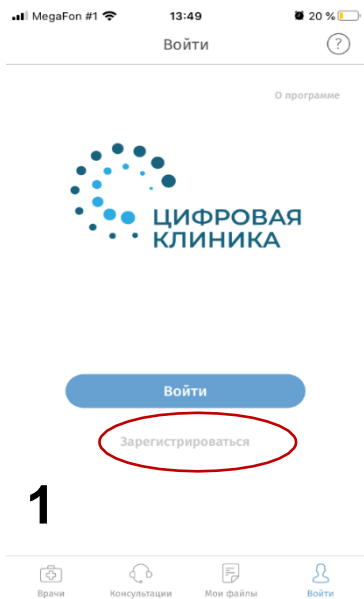 MegaFon #1 13:49 20 %
Войти ?
О программе
ЦИФРОВАЯ
КЛИНИКА
Войти
Зарегистрироваться
1
Врачи Консультации Мои файлы Войти